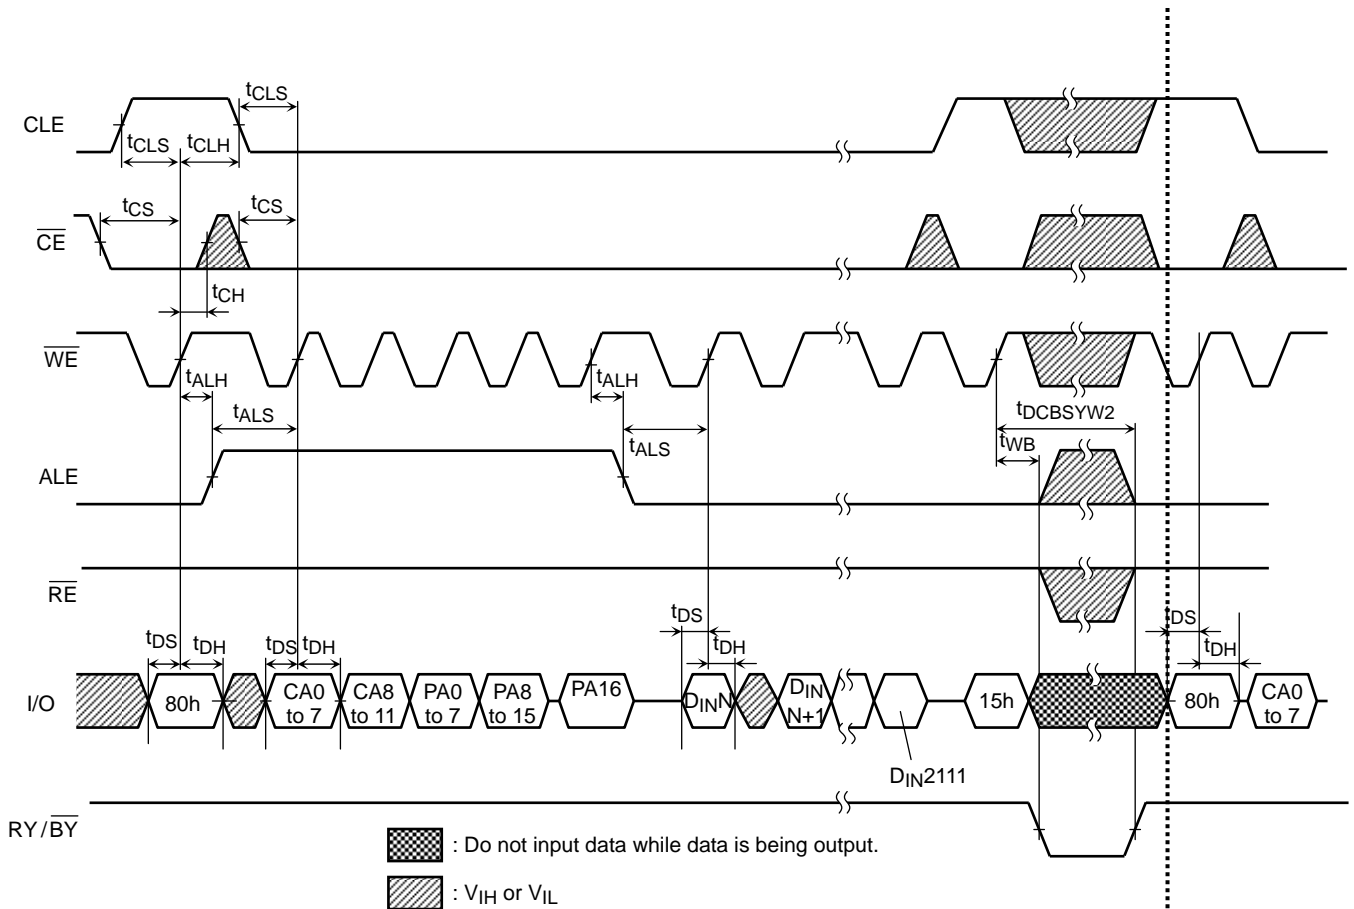 CLE
tCLS
tCLS tCLH
CE
tCS tCS
tCH
WE
tALH tALH
tALS tALS
tDCBSYW2
tWB
ALE
RE
tDS tDH tDS tDH tDS tDH tDS tDH
I/O
80h
CA0 to 7
CA8 to 11
PA0 to 7
PA8 to 15
PA16
DINN
DIN N+1
DIN2111
15h
80h
CA0 to 7
RY/BY
: Do not input data while data is being output.
: VIH or VIL